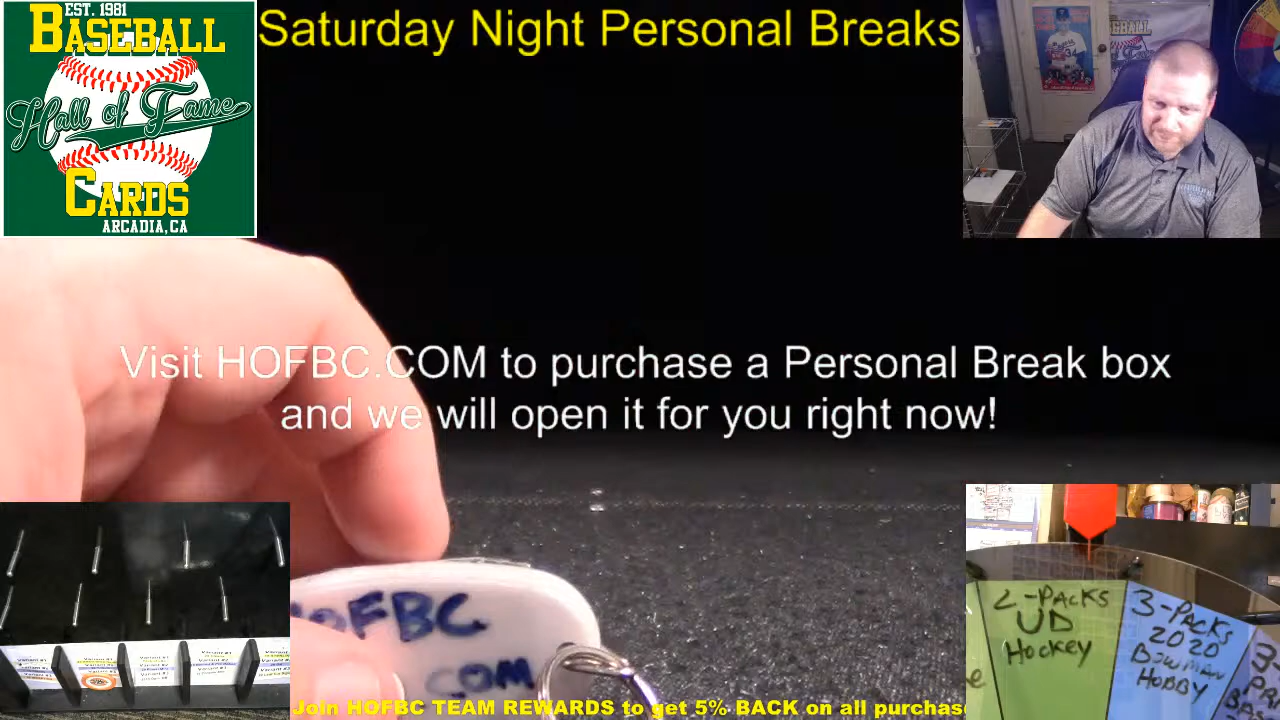 EST. 1981
BASEBALL
Hall of Fame
CARDS
ARCADIA, CA
Saturday Night Personal Breaks
Visit HOFBC.COM to purchase a Personal Break box
and we will open it for you right now!
HOFBC
.COM
2-PACKS
UD
HOCKEY
3-PACKS
2020
BOWMAN
HOBBY
Join HOFBC TEAM REWARDS to get 5% BACK on all purchas